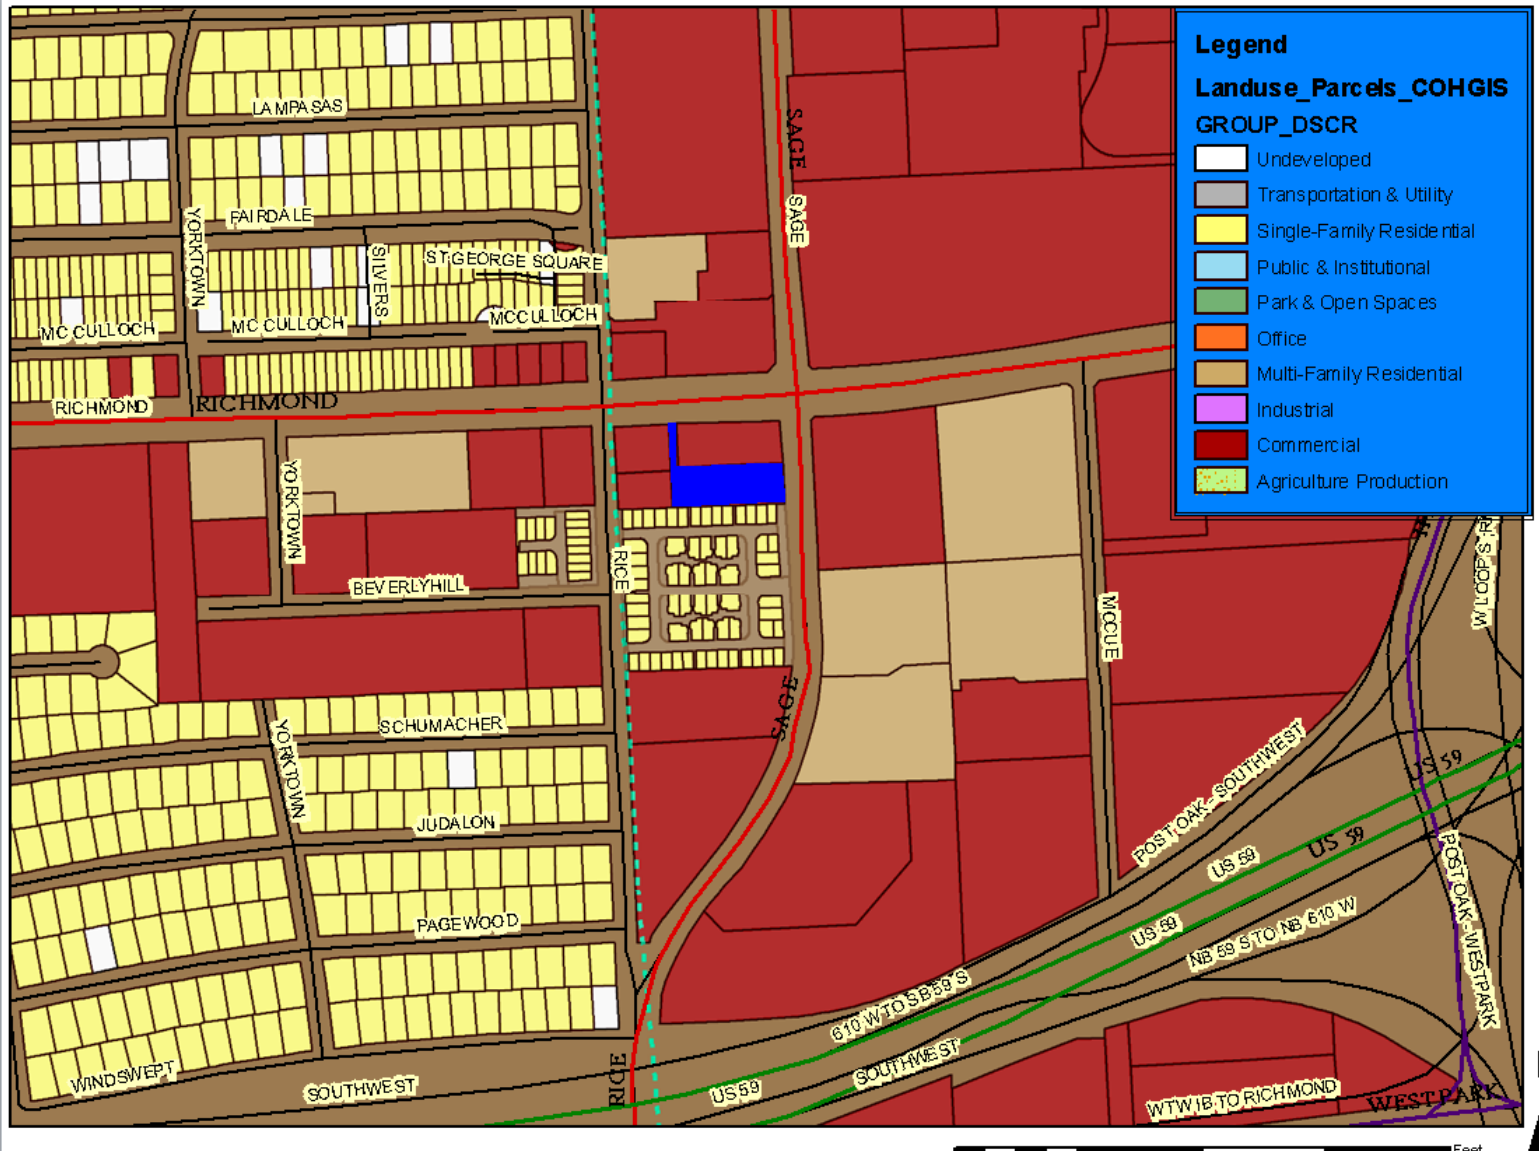 Legend
Landuse_Parcels_COHGIS
GROUP_DSCR
Undeveloped
Transportation & Utility
Single-Family Residential
Public & Institutional
Park & Open Spaces
Office
Multi-Family Residential
Industrial
Commercial
Agriculture Production
LAMPASAS
SAGE
SAGE
FAIRDALE
YORKTOWN
SILVERS
ST GEORGE SQUARE
MC CULLOCH
MC CULLOCH
MCCULLOCH
RICHMOND
RICHMOND
YORKTOWN
BEVERLYHILL
RICE
MCCUE
W LOOP S
SAGE
SCHUMACHER
YORKTOWN
JUDALON
PAGEWOOD
POST OAK - SOUTHWEST
US 59
US 59
US 59
US 59
POST OAK - WESTPARK
NB 59 S TO NB 610 W
610 W TO SB 59 S
SOUTHWEST
WINDSWEPT
SOUTHWEST
RICE
US 59
WTW IB TO RICHMOND
WESTPARK
Feet